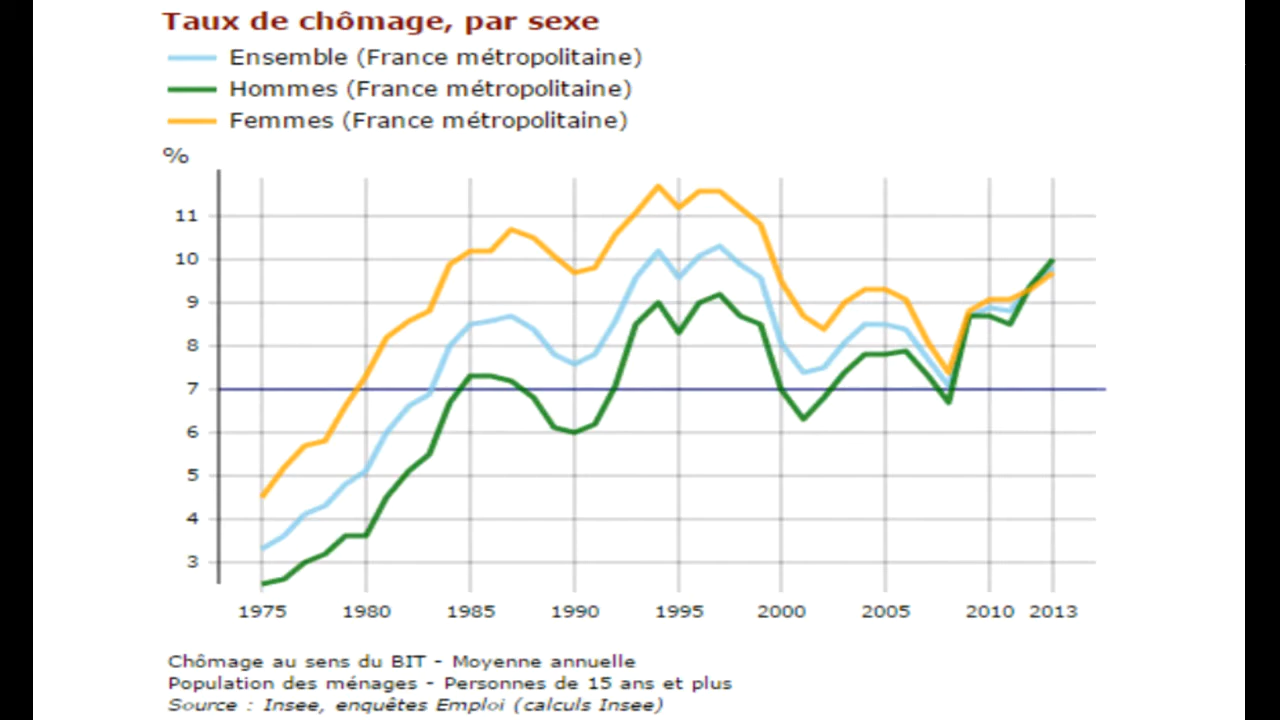 Taux de chômage, par sexe
Ensemble (France métropolitaine)
Hommes (France métropolitaine)
Femmes (France métropolitaine)
%
11
10
9
8
7
6
5
4
3
1975 1980 1985 1990 1995 2000 2005 2010 2013
Chômage au sens du BIT - Moyenne annuelle
Population des ménages - Personnes de 15 ans et plus
Source : Insee, enquêtes Emploi (calculs Insee)